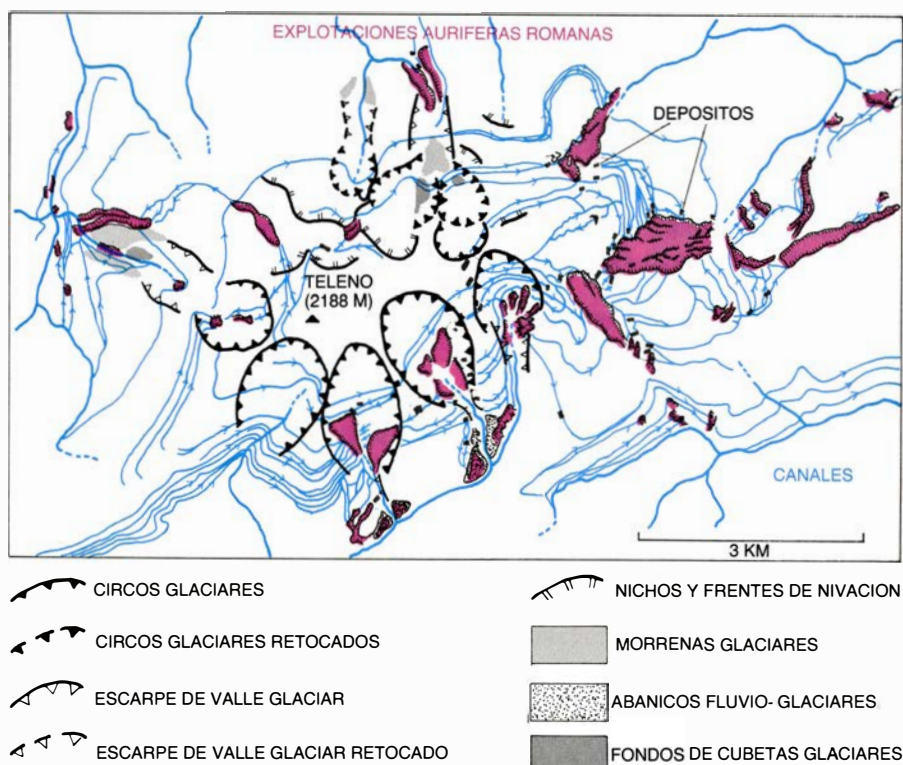 EXPLOTACIONES AURIFERAS ROMANAS
DEPOSITOS
TELENO
(2188 M)
CANALES
3 KM
CIRCOS GLACIARES
CIRCOS GLACIARES RETOCADOS
ESCARPE DE VALLE GLACIAR
ESCARPE DE VALLE GLACIAR RETOCADO
NICHOS Y FRENTES DE NIVACION
MORRENAS GLACIARES
ABANICOS FLUVIO- GLACIARES
FONDOS DE CUBETAS GLACIARES